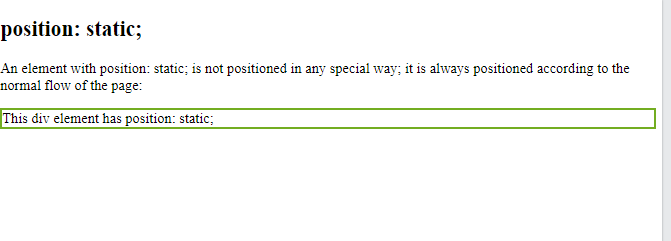 position: static;
An element with position: static; is not positioned in any special way; it is always positioned according to the
normal flow of the page:
This div element has position: static;